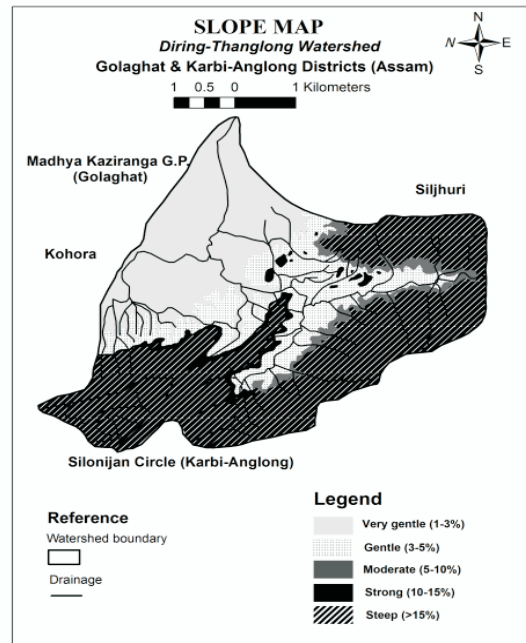 SLOPE MAP
Diring-Thanglong Watershed
Golaghat & Karbi-Anglong Districts (Assam)
1 0.5 0 1 Kilometers
N
N E
S
Madhya Kaziranga G.P.
(Golaghat)
Siljhuri
Kohora
Silonijan Circle (Karbi-Anglong)
Reference
Watershed boundary
Drainage
Legend
Very gentle (1-3%)
Gentle (3-5%)
Moderate (5-10%)
Strong (10-15%)
Steep (>15%)